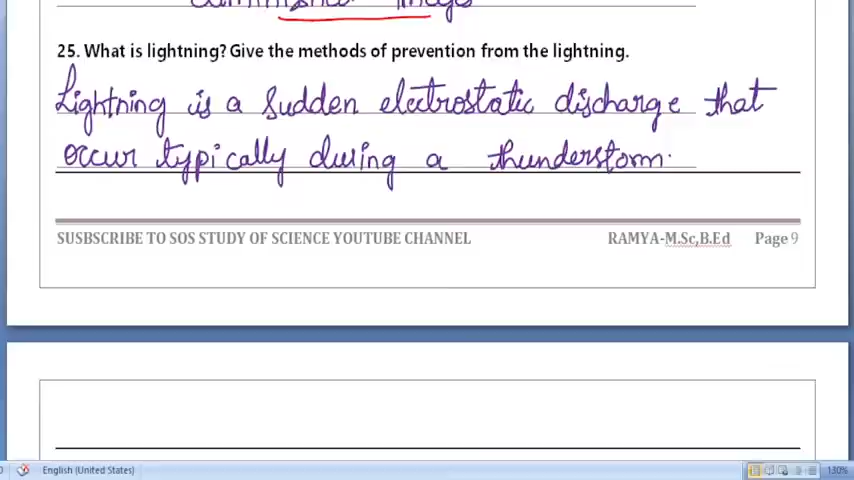 25. What is lightning? Give the methods of prevention from the lightning.
Lightning is a sudden electrostatic discharge that
occur typically during a thunderstorm.
SUSBSCRIBE TO SOS STUDY OF SCIENCE YOUTUBE CHANNEL RAMYA-M.Sc,B.Ed Page 9
English (United States) 130%